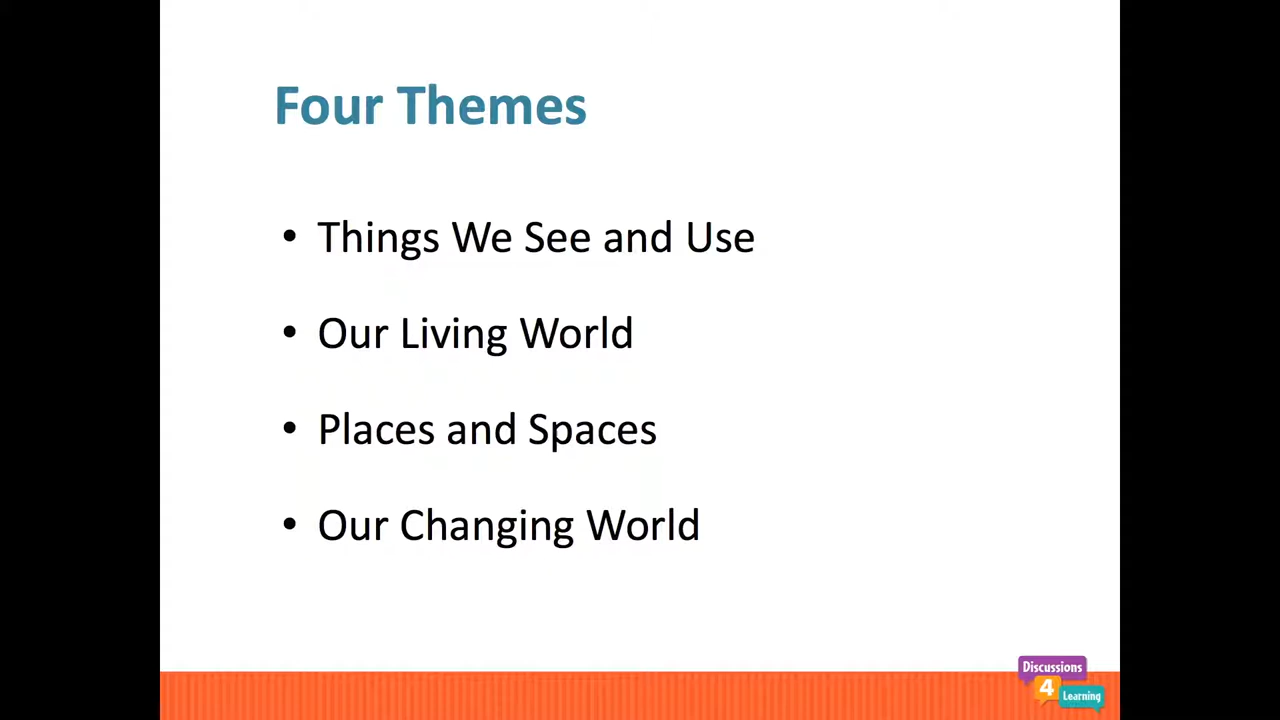 Four Themes
• Things We See and Use
• Our Living World
• Places and Spaces
• Our Changing World
Discussions
4
Learning